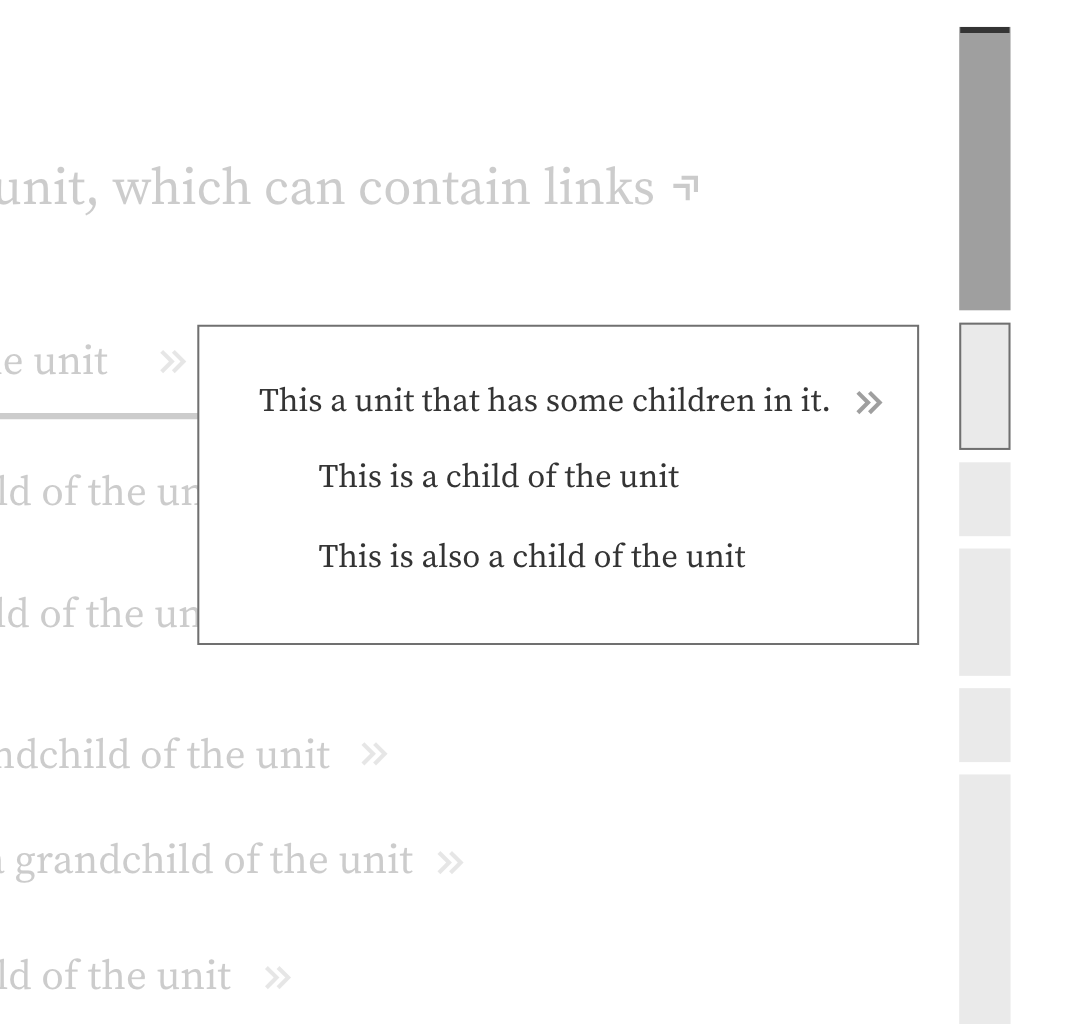 unit, which can contain links
e unit
This a unit that has some children in it.
This is a child of the unit
ld of the un
This is also a child of the unit
ld of the un
ndchild of the unit
grandchild of the unit
ld of the unit